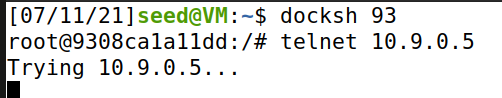 [07/11/21]seed@VM:~$ docksh 93
root@9308ca1a11dd:/# telnet 10.9.0.5
Trying 10.9.0.5...